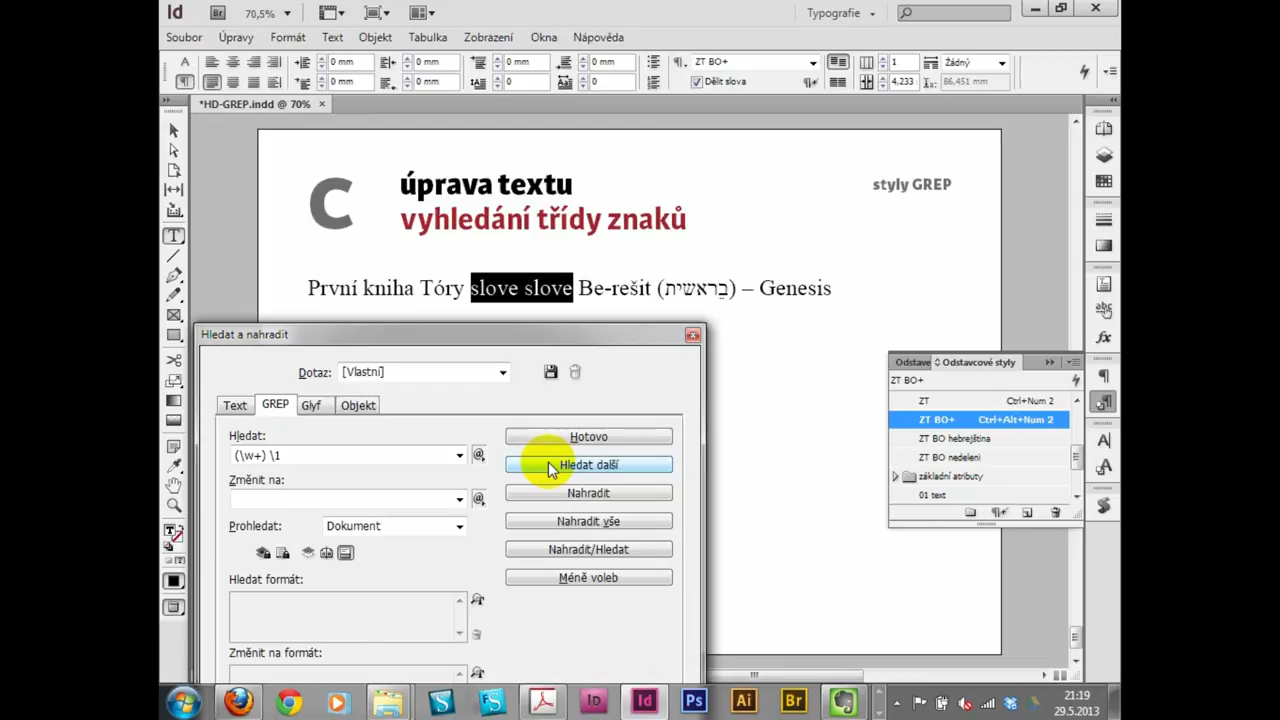 Id Br 70,5% Typografie
Soubor Úpravy Formát Text Objekt Tabulka Zobrazení Okna Nápověda
A 0 mm 0 mm 0 mm 0 mm ZT BO+ 1 [Žádný]
0 mm 0 mm 0 0 Dělit slova 4,233 86,451 mm
*HD-GREP.indd @ 70% ×
C úprava textu styly GREP
vyhledání třídy znaků
První kniha Tóry slove slove Be-rešit (בְּרֵאשִׁית) – Genesis
Hledat a nahradit
Dotaz: [Vlastní]
Text GREP Glyf Objekt
Hledat:
(\w+) \1
Změnit na:
Prohledat: Dokument
Hledat formát:
Změnit na formát:
Hotovo
Hledat další
Nahradit
Nahradit vše
Nahradit/Hledat
Méně voleb
Odstave Odstavcové styly
ZT BO+
ZT Ctrl+Num 2
ZT BO+ Ctrl+Alt+Num 2
ZT BO hebrejština
ZT BO nedeleni
základní atributy
01 text
Id Id Ps Ai Br
21:19
29.5.2013